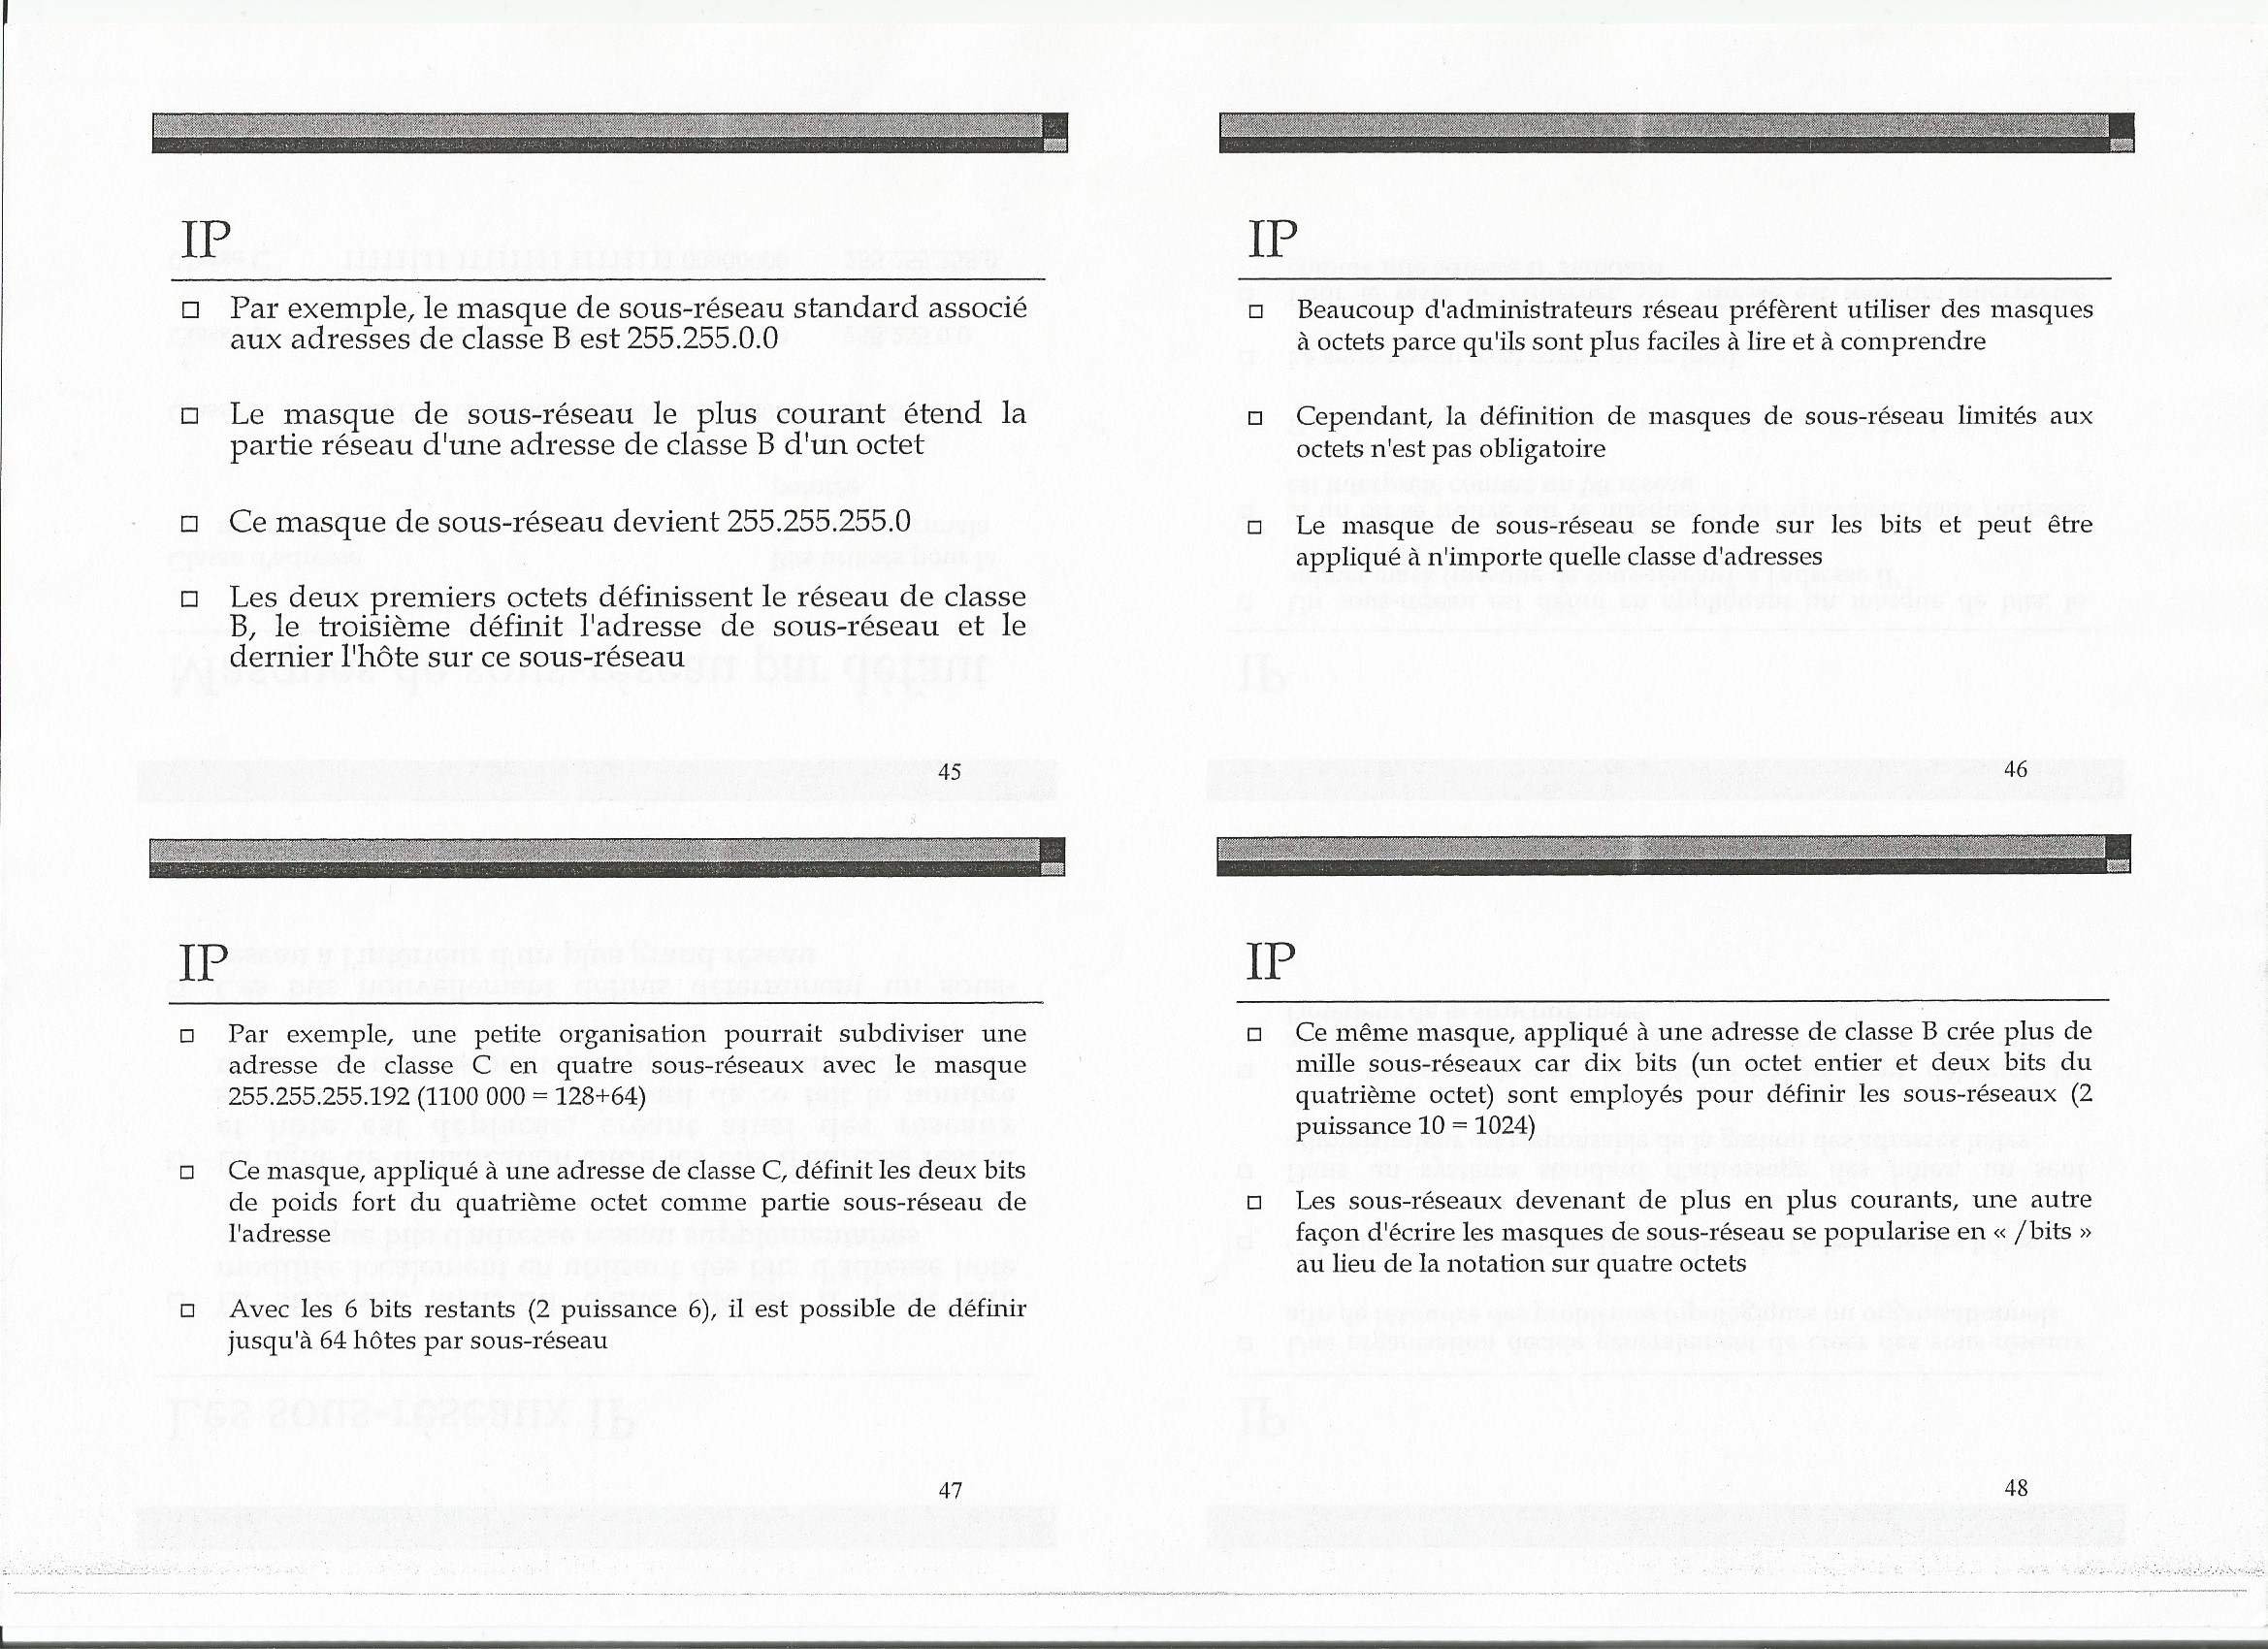 IP
Par exemple, le masque de sous-réseau standard associé
aux adresses de classe B est 255.255.0.0
Le masque de sous-réseau le plus courant étend la
partie réseau d'une adresse de classe B d'un octet
Ce masque de sous-réseau devient 255.255.255.0
Les deux premiers octets définissent le réseau de classe
B, le troisième définit l'adresse de sous-réseau et le
dernier l'hôte sur ce sous-réseau
45
IP
Beaucoup d'administrateurs réseau préfèrent utiliser des masques
à octets parce qu'ils sont plus faciles à lire et à comprendre
Cependant, la définition de masques de sous-réseau limités aux
octets n'est pas obligatoire
Le masque de sous-réseau se fonde sur les bits et peut être
appliqué à n'importe quelle classe d'adresses
46
IP
Par exemple, une petite organisation pourrait subdiviser une
adresse de classe C en quatre sous-réseaux avec le masque
255.255.255.192 (1100 000 = 128+64)
Ce masque, appliqué à une adresse de classe C, définit les deux bits
de poids fort du quatrième octet comme partie sous-réseau de
l'adresse
Avec les 6 bits restants (2 puissance 6), il est possible de définir
jusqu'à 64 hôtes par sous-réseau
47
IP
Ce même masque, appliqué à une adresse de classe B crée plus de
mille sous-réseaux car dix bits (un octet entier et deux bits du
quatrième octet) sont employés pour définir les sous-réseaux (2
puissance 10 = 1024)
Les sous-réseaux devenant de plus en plus courants, une autre
façon d'écrire les masques de sous-réseau se popularise en « /bits »
au lieu de la notation sur quatre octets
48